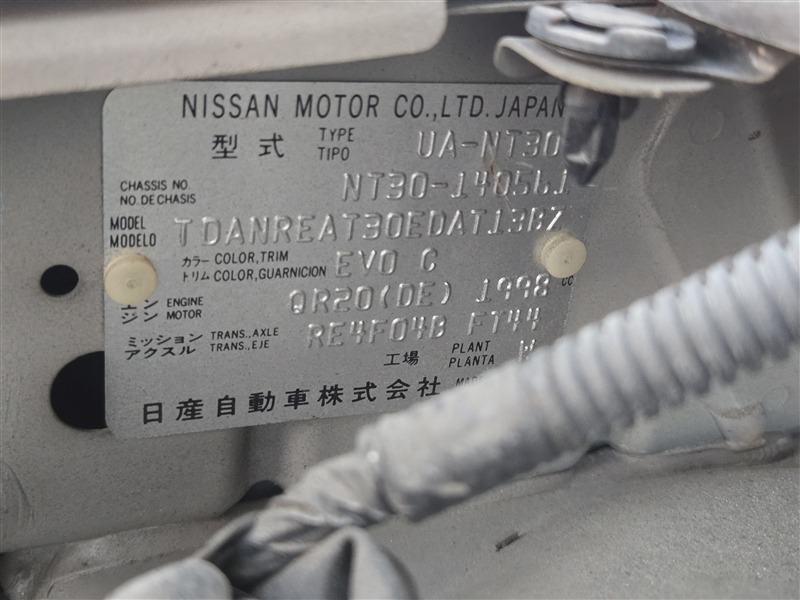 NISSAN MOTOR CO.,LTD. JAPAN
型式 TYPE TIPO UA-NT30
CHASSIS NO. NO. DE CHASIS NT30-140561
MODEL MODELO TDANREAT30EDAT13BZ
カラー COLOR, TRIM トリム COLOR, GUARNICION EV0 C
エンジン ENGINE MOTOR QR20(DE) 1998 CC
ミッション アクスル TRANS., AXLE TRANS., EJE RE4F04B FT44
工場 PLANT PLANTA
日産自動車株式会社